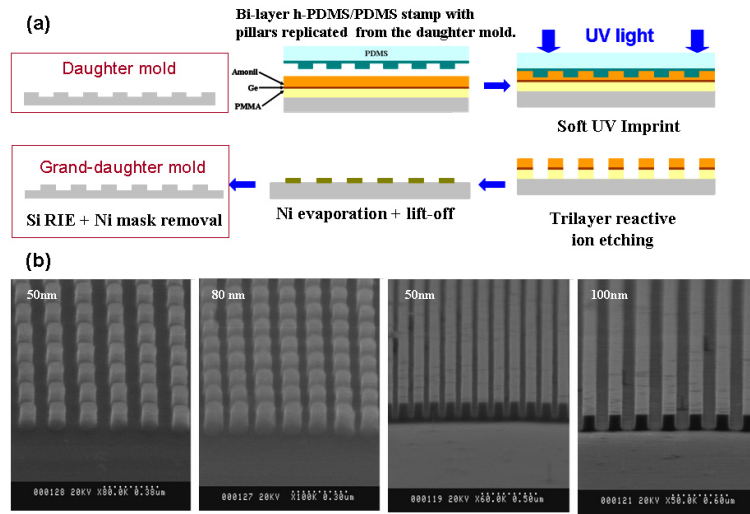 (a)
Bi-layer h-PDMS/PDMS stamp with
pillars replicated from the daughter mold.
Daughter mold
PDMS
Amonil
Ge
PMMA
UV light
Soft UV Imprint
Grand-daughter mold
Si RIE + Ni mask removal
Ni evaporation + lift-off
Trilayer reactive
ion etching
(b)
50nm
80 nm
50nm
100nm
000128 20KV X80.0K 0.38um
000127 20KV X100K 0.30um
000119 20KV X60.0K 0.50um
000121 20KV X50.0K 0.60um